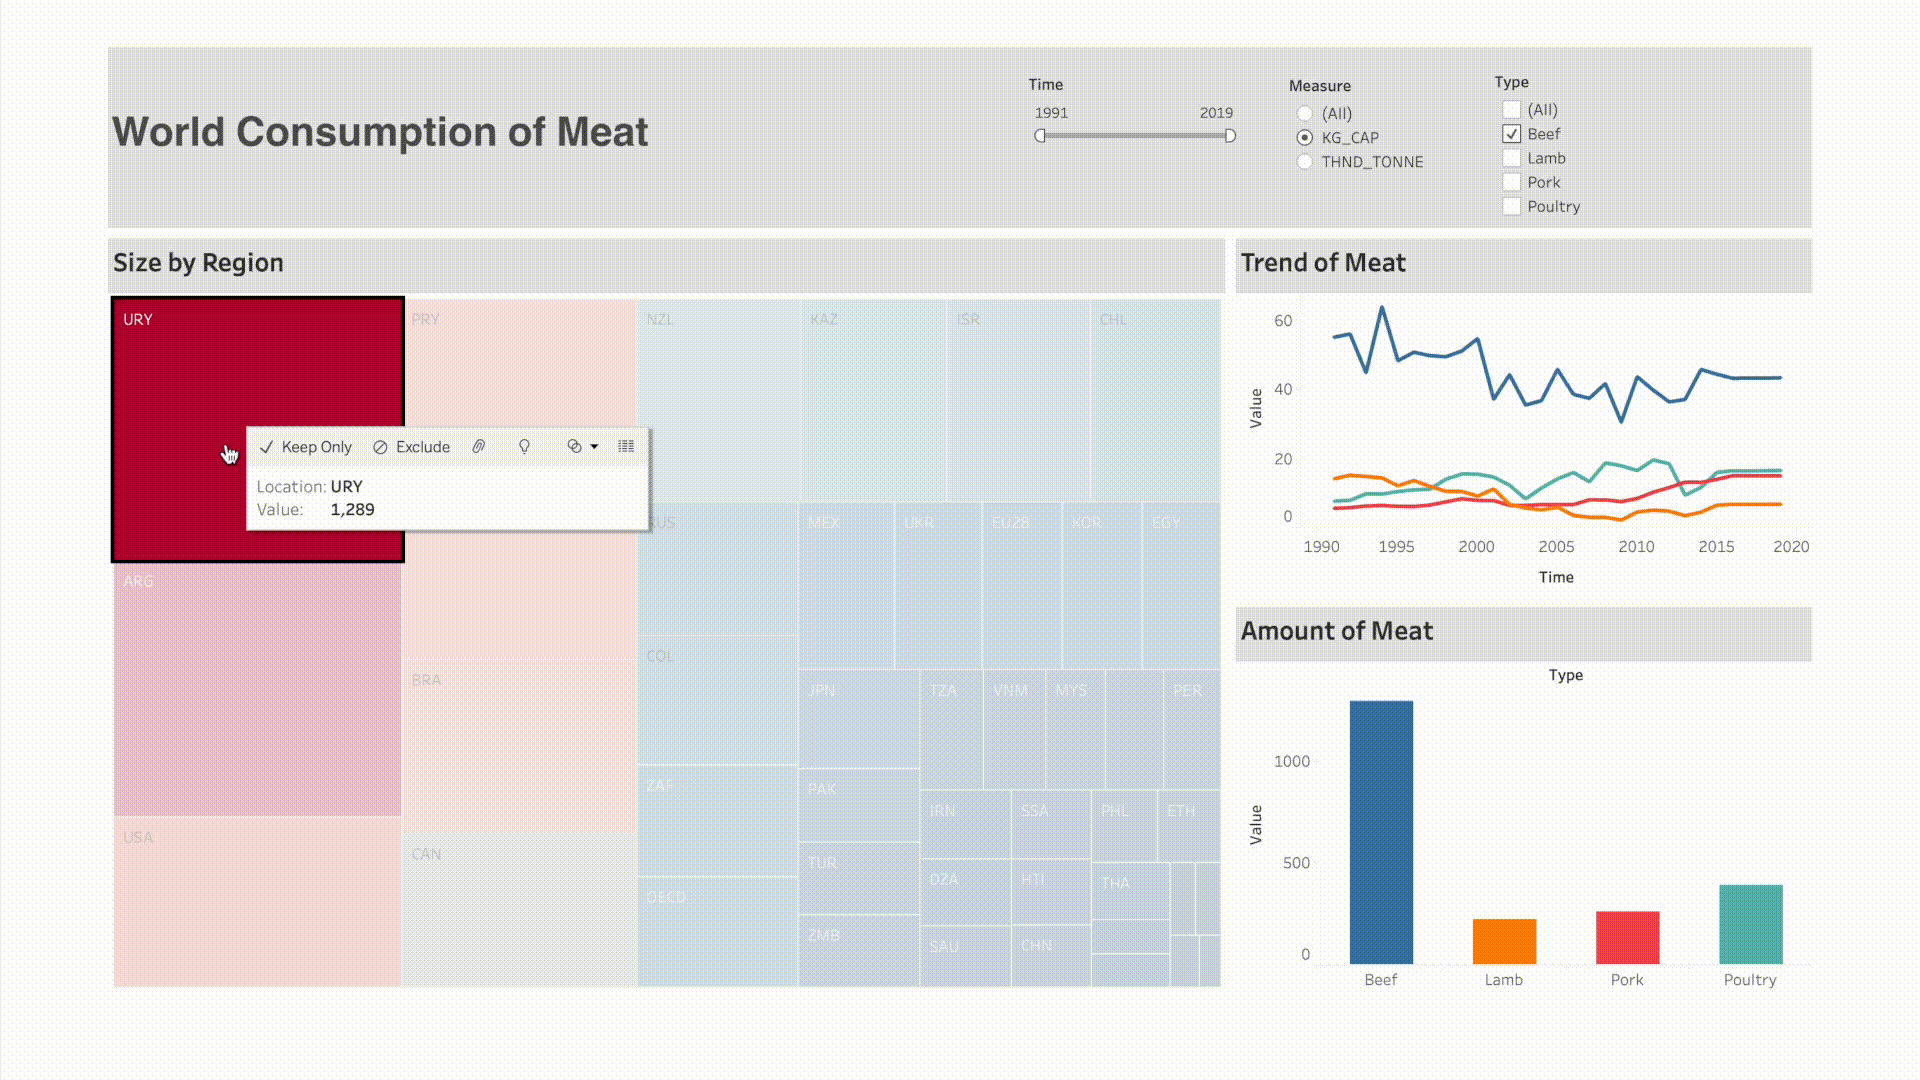 World Consumption of Meat
Time
1991 2019
Measure
(All)
KG_CAP
THND_TONNE
Type
(All)
Beef
Lamb
Pork
Poultry
Size by Region
URY
PRY
NZL
KAZ
ISR
CHL
Keep Only Exclude
Location: URY
Value: 1,289
MEX
UKR
EU28
KOR
EGY
ARG
COL
BRA
JPN
TZA
VNM
MYS
PER
ZAF
PAK
IRN
SSA
PHL
ETH
USA
CAN
TUR
DZA
HTI
THA
OECD
ZMB
SAU
CHN
Trend of Meat
60
40
20
0
Value
1990 1995 2000 2005 2010 2015 2020
Time
Amount of Meat
Type
1000
500
0
Value
Beef Lamb Pork Poultry